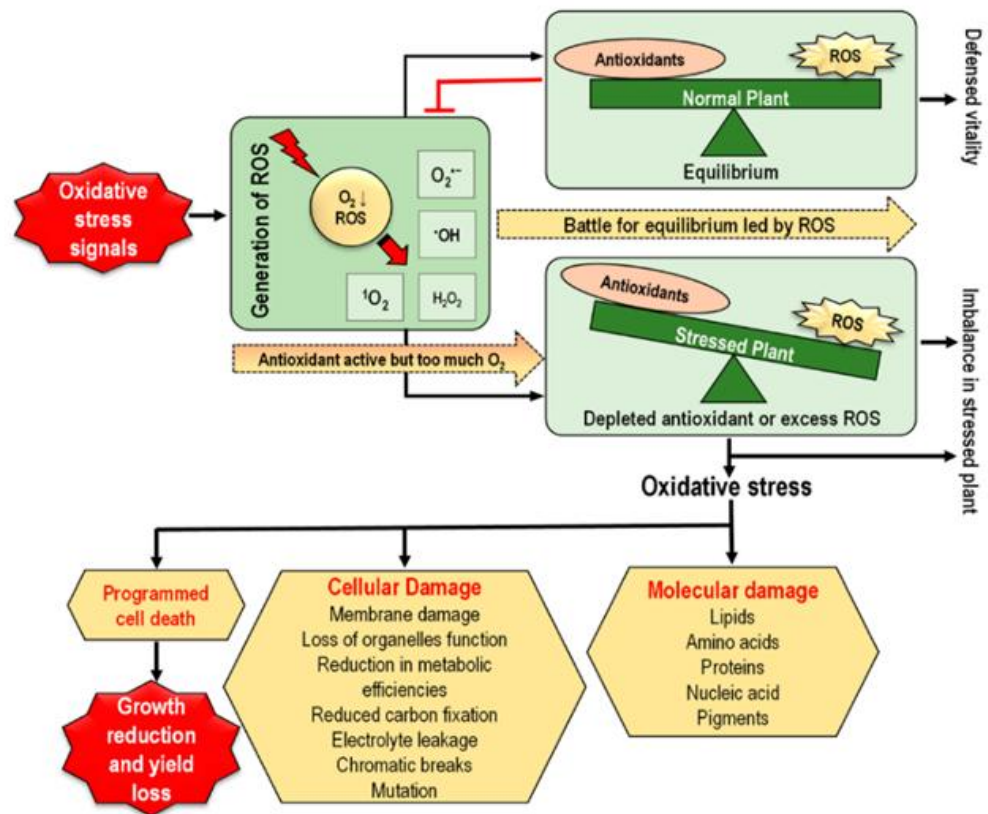 Oxidative
stress
signals
Generation of ROS
O₂↓
ROS
O₂•−
•OH
¹O₂
H₂O₂
Antioxidants
ROS
Normal Plant
Equilibrium
Defensed vitality
Battle for equilibrium led by ROS
Antioxidant active but too much O₂
Antioxidants
ROS
Stressed Plant
Depleted antioxidant or excess ROS
Imbalance in stressed plant
Oxidative stress
Programmed
cell death
Growth
reduction
and yield
loss
Cellular Damage
Membrane damage
Loss of organelles function
Reduction in metabolic
efficiencies
Reduced carbon fixation
Electrolyte leakage
Chromatic breaks
Mutation
Molecular damage
Lipids
Amino acids
Proteins
Nucleic acid
Pigments